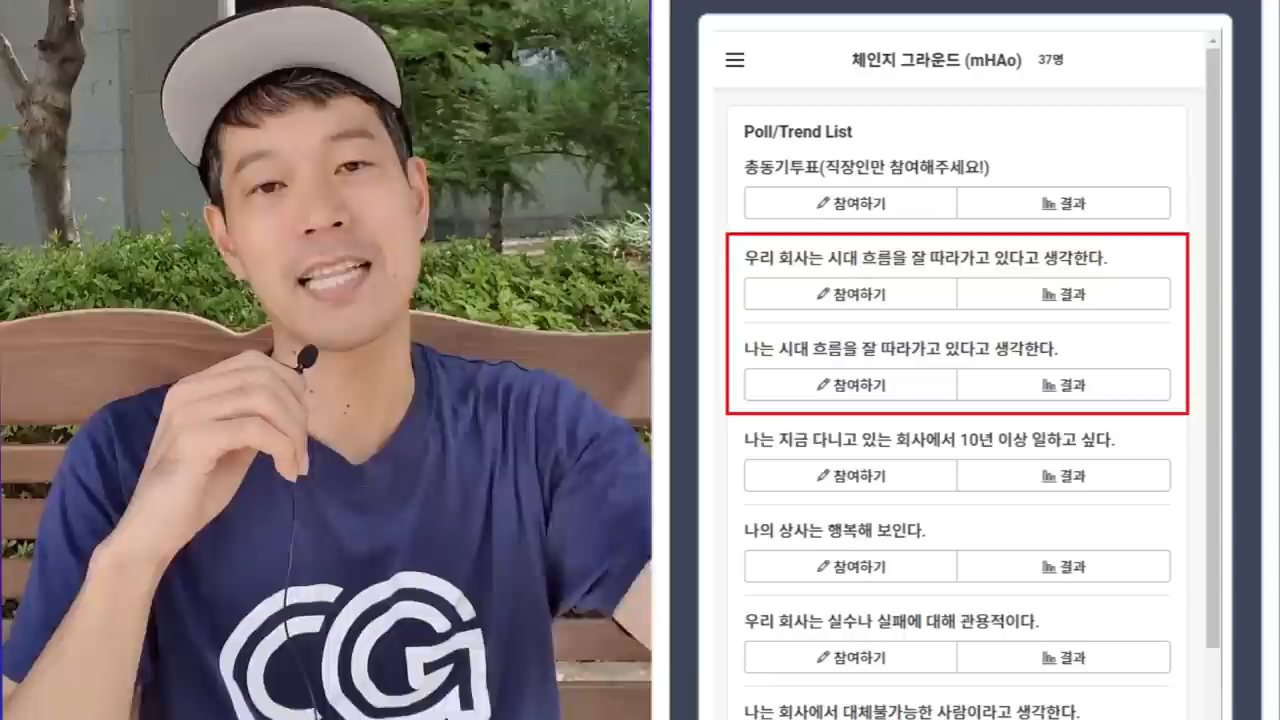 CG
체인지 그라운드 (mHAo) 37명
Poll/Trend List
총동기투표(직장인만 참여해주세요!)
참여하기 결과
우리 회사는 시대 흐름을 잘 따라가고 있다고 생각한다.
참여하기 결과
나는 시대 흐름을 잘 따라가고 있다고 생각한다.
참여하기 결과
나는 지금 다니고 있는 회사에서 10년 이상 일하고 싶다.
참여하기 결과
나의 상사는 행복해 보인다.
참여하기 결과
우리 회사는 실수나 실패에 대해 관용적이다.
참여하기 결과
나는 회사에서 대체불가능한 사람이라고 생각한다.